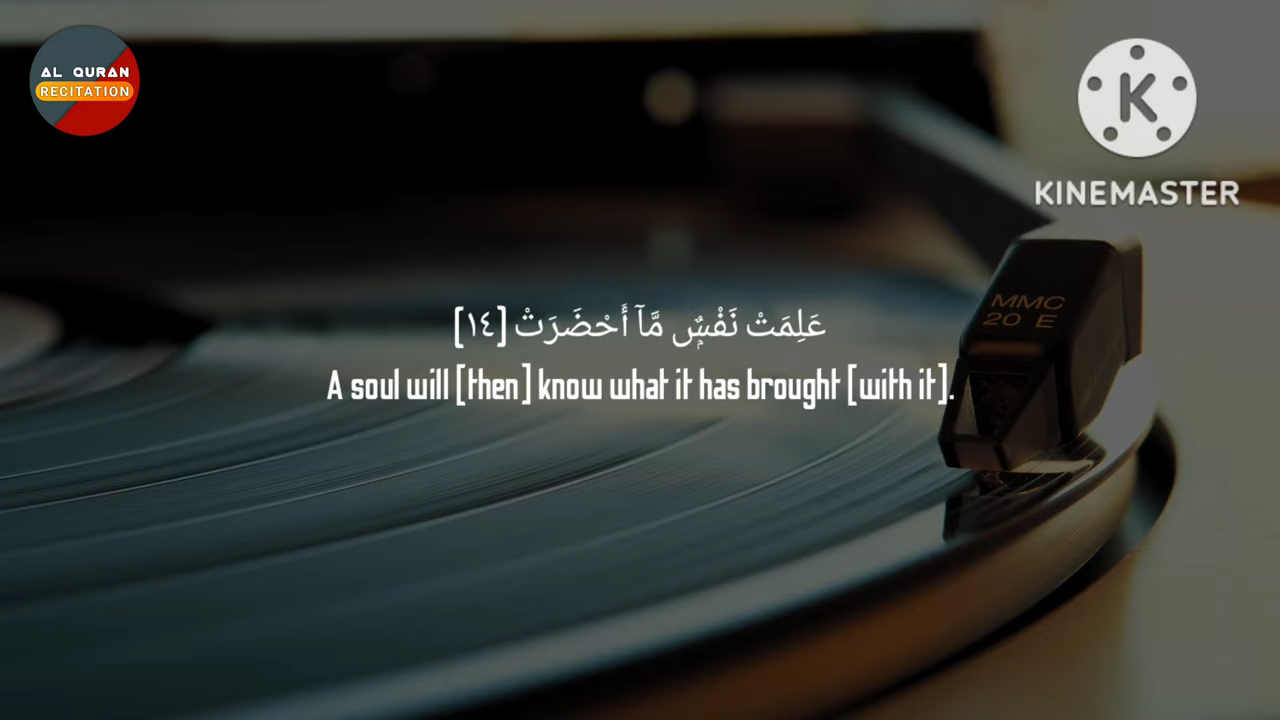 AL QURAN
RECITATION
K
KINEMASTER
MMC
20 E
عَلِمَتْ نَفْسٌ مَّآ أَحْضَرَتْ [١٤]
A soul will [then] know what it has brought [with it].